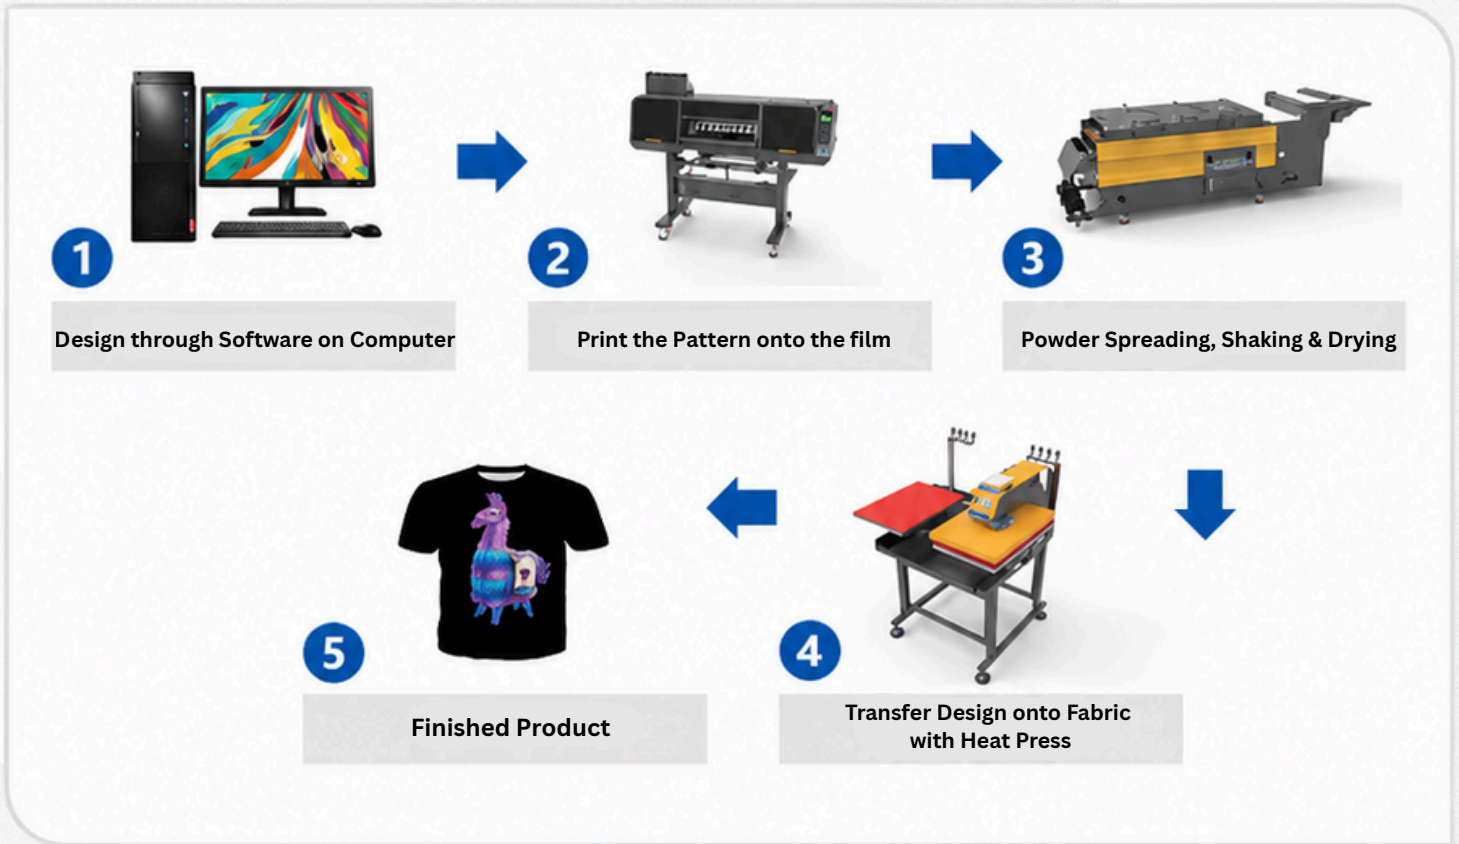 1
Design through Software on Computer
2
Print the Pattern onto the film
3
Powder Spreading, Shaking & Drying
4
Transfer Design onto Fabric
with Heat Press
5
Finished Product